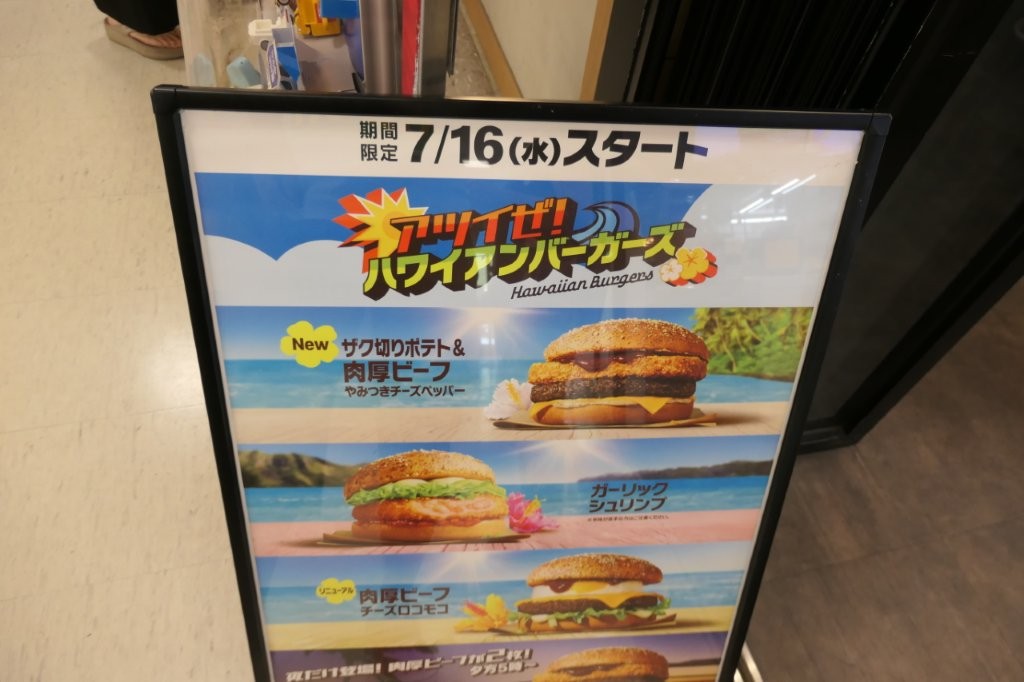 期間
限定
7/16(水)スタート
アツイぜ!
ハワイアンバーガーズ
Hawaiian Burgers
New
ザク切りポテト&
肉厚ビーフ
やみつきチーズペッパー
ガーリック
シュリンプ
リニューアル
肉厚ビーフ
チーズロコモコ
夜だけ登場! 肉厚ビーフが2枚!
夕方5時~